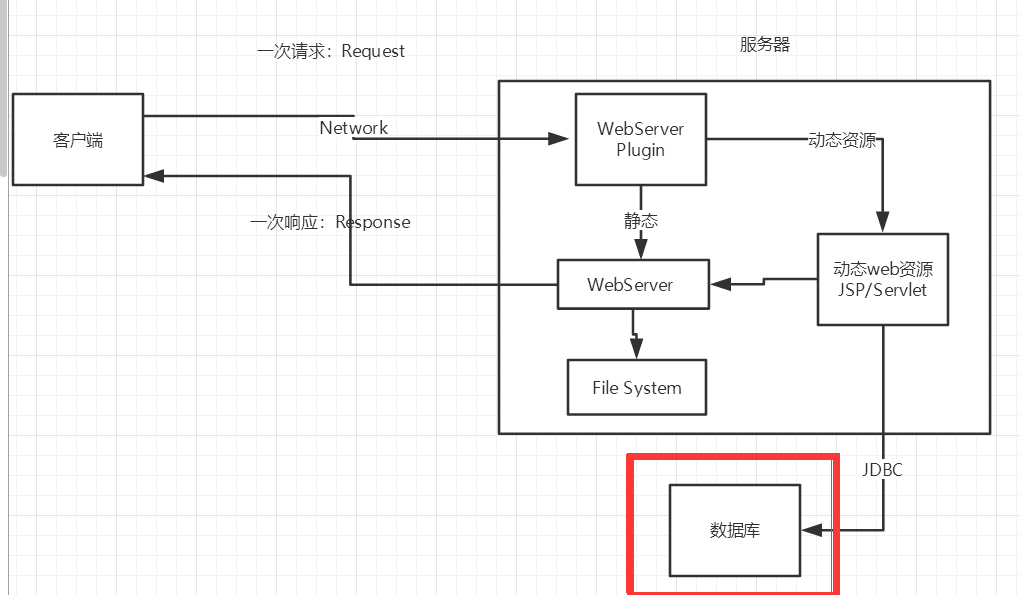 一次请求：Request
服务器
客户端
Network
WebServer
Plugin
动态资源
一次响应：Response
静态
WebServer
动态web资源
JSP/Servlet
File System
JDBC
数据库